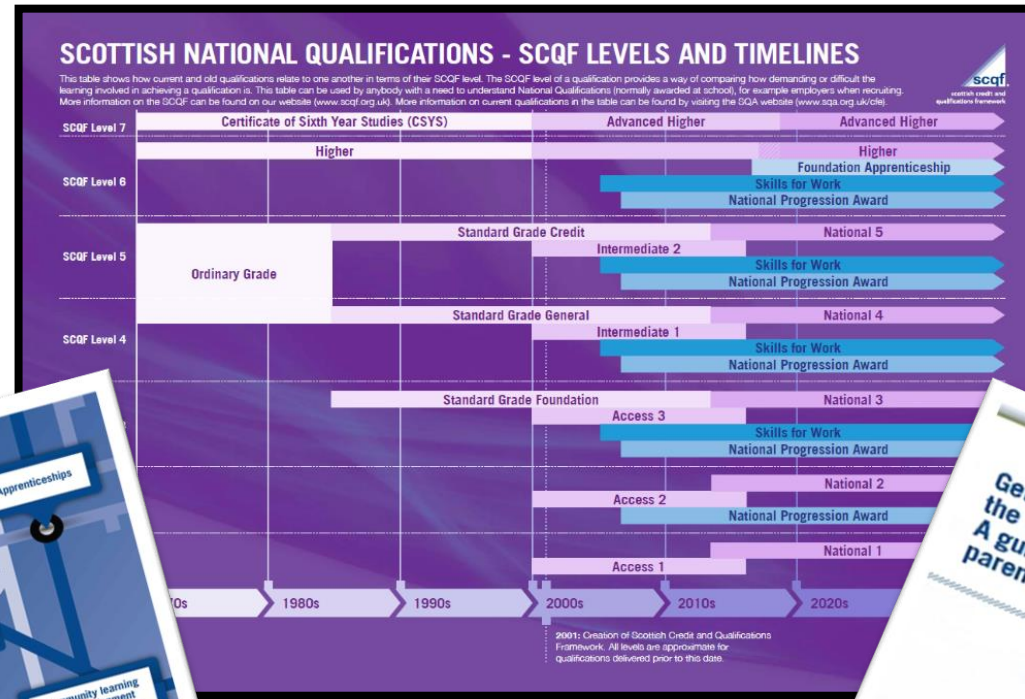 SCOTTISH NATIONAL QUALIFICATIONS - SCQF LEVELS AND TIMELINES
This table shows how current and old qualifications relate to one another in terms of their SCQF level. The SCQF level of a qualification provides a way of comparing how demanding or difficult the
learning involved in achieving a qualification is. This table can be used by anybody with a need to understand National Qualifications (normally awarded at school), for example employers when recruiting.
More information on the SCQF can be found on our website (www.scqf.org.uk). More information on current qualifications in the table can be found by visiting the SQA website (www.sqa.org.uk/cfe).
scqf
scottish credit and
qualifications framework
SCQF Level 7
Certificate of Sixth Year Studies (CSYS)
Advanced Higher
Advanced Higher
SCQF Level 6
Higher
Higher
Foundation Apprenticeship
Skills for Work
National Progression Award
SCQF Level 5
Ordinary Grade
Standard Grade Credit
National 5
Intermediate 2
Skills for Work
National Progression Award
SCQF Level 4
Standard Grade General
National 4
Intermediate 1
Skills for Work
National Progression Award
Standard Grade Foundation
National 3
Access 3
Skills for Work
National Progression Award
National 2
Access 2
National Progression Award
National 1
Access 1
1980s
1990s
2000s
2010s
2020s
2001: Creation of Scottish Credit and Qualifications
Framework. All levels are approximate for
qualifications delivered prior to this date.
Apprenticeships
learning
the
A